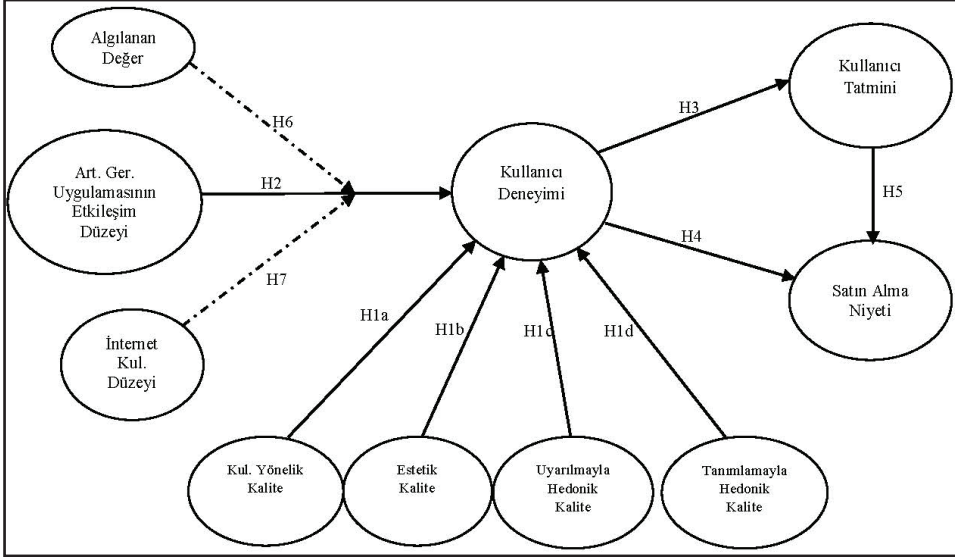 Algılanan
Değer
H6
Art. Ger.
Uygulamasının
Etkileşim
Düzeyi
H2
H7
İnternet
Kul.
Düzeyi
Kullanıcı
Deneyimi
H3
Kullanıcı
Tatmini
H5
H4
Satın Alma
Niyeti
H1a
H1b
H1c
H1d
Kul. Yönelik
Kalite
Estetik
Kalite
Uyarılmayla
Hedonik
Kalite
Tanımlamayla
Hedonik
Kalite